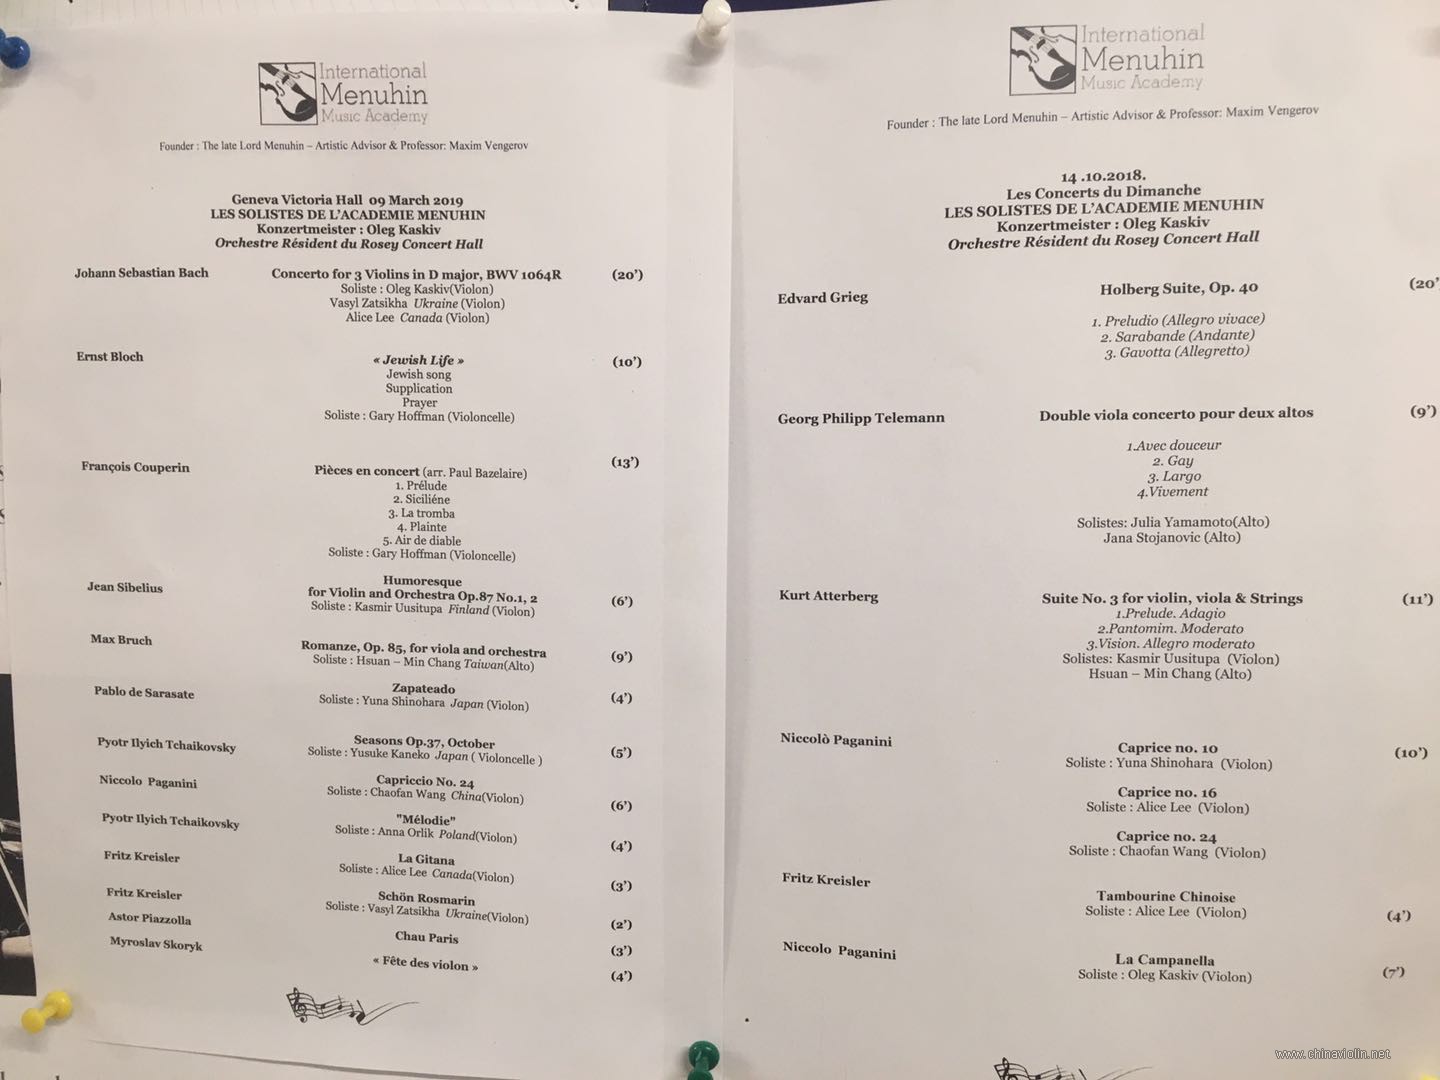 International
Menuhin
Music Academy
Founder : The late Lord Menuhin – Artistic Advisor & Professor: Maxim Vengerov
Geneva Victoria Hall 09 March 2019
LES SOLISTES DE L'ACADEMIE MENUHIN
Konzertmeister : Oleg Kaskiv
Orchestre Résident du Rosey Concert Hall
Johann Sebastian Bach Concerto for 3 Violins in D major, BWV 1064R (20')
Soliste : Oleg Kaskiv(Violon)
Vasyl Zatsikha Ukraine (Violon)
Alice Lee Canada (Violon)
Ernst Bloch « Jewish Life » (10')
Jewish song
Supplication
Prayer
Soliste : Gary Hoffman (Violoncelle)
François Couperin Pièces en concert (arr. Paul Bazelaire) (13')
1. Prélude
2. Siciliéne
3. La tromba
4. Plainte
5. Air de diable
Soliste : Gary Hoffman (Violoncelle)
Jean Sibelius Humoresque
for Violin and Orchestra Op.87 No.1, 2 (6')
Soliste : Kasmir Uusitupa Finland (Violon)
Max Bruch Romanze, Op. 85, for viola and orchestra (9')
Soliste : Hsuan – Min Chang Taiwan(Alto)
Pablo de Sarasate Zapateado (4')
Soliste : Yuna Shinohara Japan (Violon)
Pyotr Ilyich Tchaikovsky Seasons Op.37, October (5')
Soliste : Yusuke Kaneko Japan ( Violoncelle )
Niccolo Paganini Capriccio No. 24 (6')
Soliste : Chaofan Wang China(Violon)
Pyotr Ilyich Tchaikovsky "Mélodie" (4')
Soliste : Anna Orlik Poland(Violon)
Fritz Kreisler La Gitana (3')
Soliste : Alice Lee Canada(Violon)
Fritz Kreisler Schön Rosmarin (2')
Soliste : Vasyl Zatsikha Ukraine(Violon)
Astor Piazzolla Chau Paris (3')
Myroslav Skoryk « Fête des violon » (4')
International
Menuhin
Music Academy
Founder : The late Lord Menuhin – Artistic Advisor & Professor: Maxim Vengerov
14 .10.2018.
Les Concerts du Dimanche
LES SOLISTES DE L'ACADEMIE MENUHIN
Konzertmeister : Oleg Kaskiv
Orchestre Résident du Rosey Concert Hall
Edvard Grieg Holberg Suite, Op. 40 (20'
1. Preludio (Allegro vivace)
2. Sarabande (Andante)
3. Gavotta (Allegretto)
Georg Philipp Telemann Double viola concerto pour deux altos (9')
1.Avec douceur
2. Gay
3. Largo
4.Vivement
Solistes: Julia Yamamoto(Alto)
Jana Stojanovic (Alto)
Kurt Atterberg Suite No. 3 for violin, viola & Strings (11')
1.Prelude. Adagio
2.Pantomim. Moderato
3.Vision. Allegro moderato
Solistes: Kasmir Uusitupa (Violon)
Hsuan – Min Chang (Alto)
Niccolò Paganini Caprice no. 10 (10')
Soliste : Yuna Shinohara (Violon)
Caprice no. 16
Soliste : Alice Lee (Violon)
Caprice no. 24
Soliste : Chaofan Wang (Violon)
Fritz Kreisler Tambourine Chinoise (4')
Soliste : Alice Lee (Violon)
Niccolo Paganini La Campanella (7')
Soliste : Oleg Kaskiv (Violon)
www.chinaviolin.net